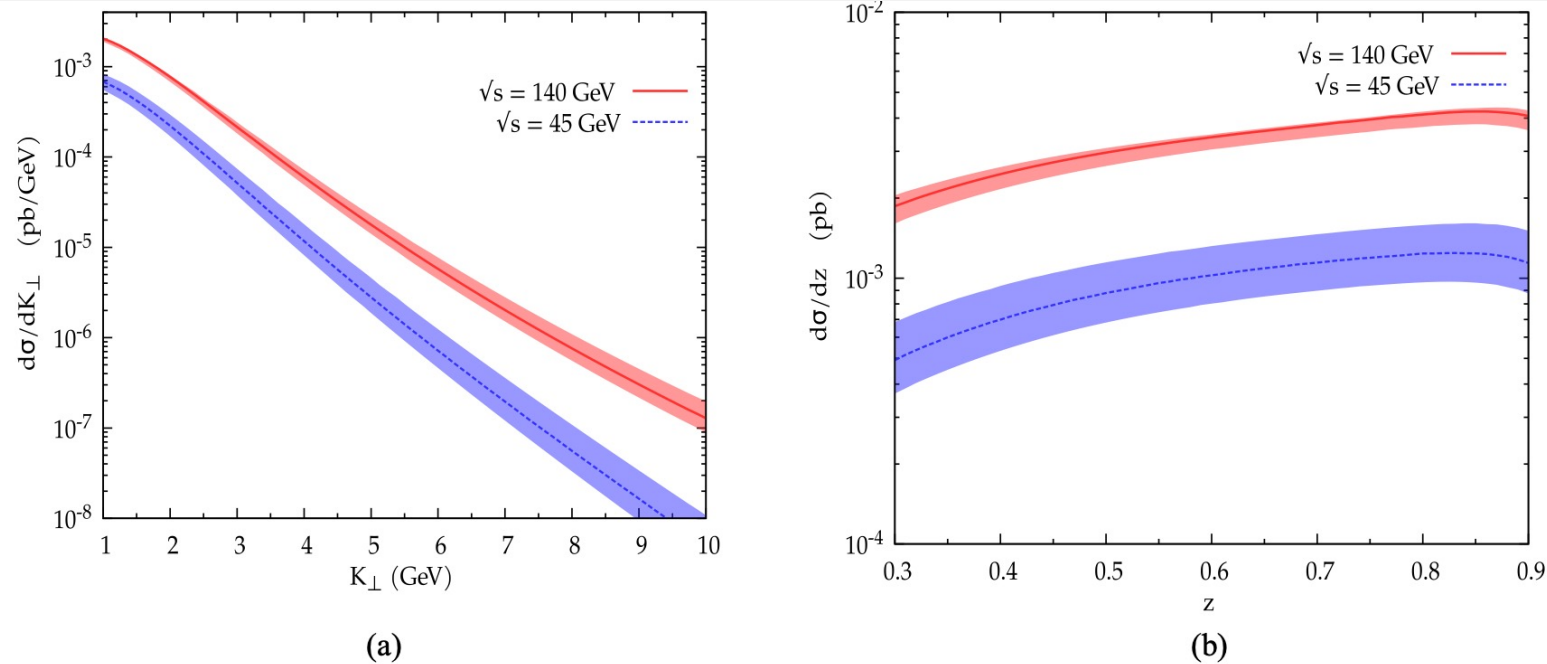 √s = 140 GeV
√s = 45 GeV
10⁻³
10⁻⁴
10⁻⁵
10⁻⁶
10⁻⁷
10⁻⁸
dσ/dK⊥ (pb/GeV)
1 2 3 4 5 6 7 8 9 10
K⊥ (GeV)
(a)
√s = 140 GeV
√s = 45 GeV
10⁻²
10⁻³
10⁻⁴
dσ/dz (pb)
0.3 0.4 0.5 0.6 0.7 0.8 0.9
z
(b)